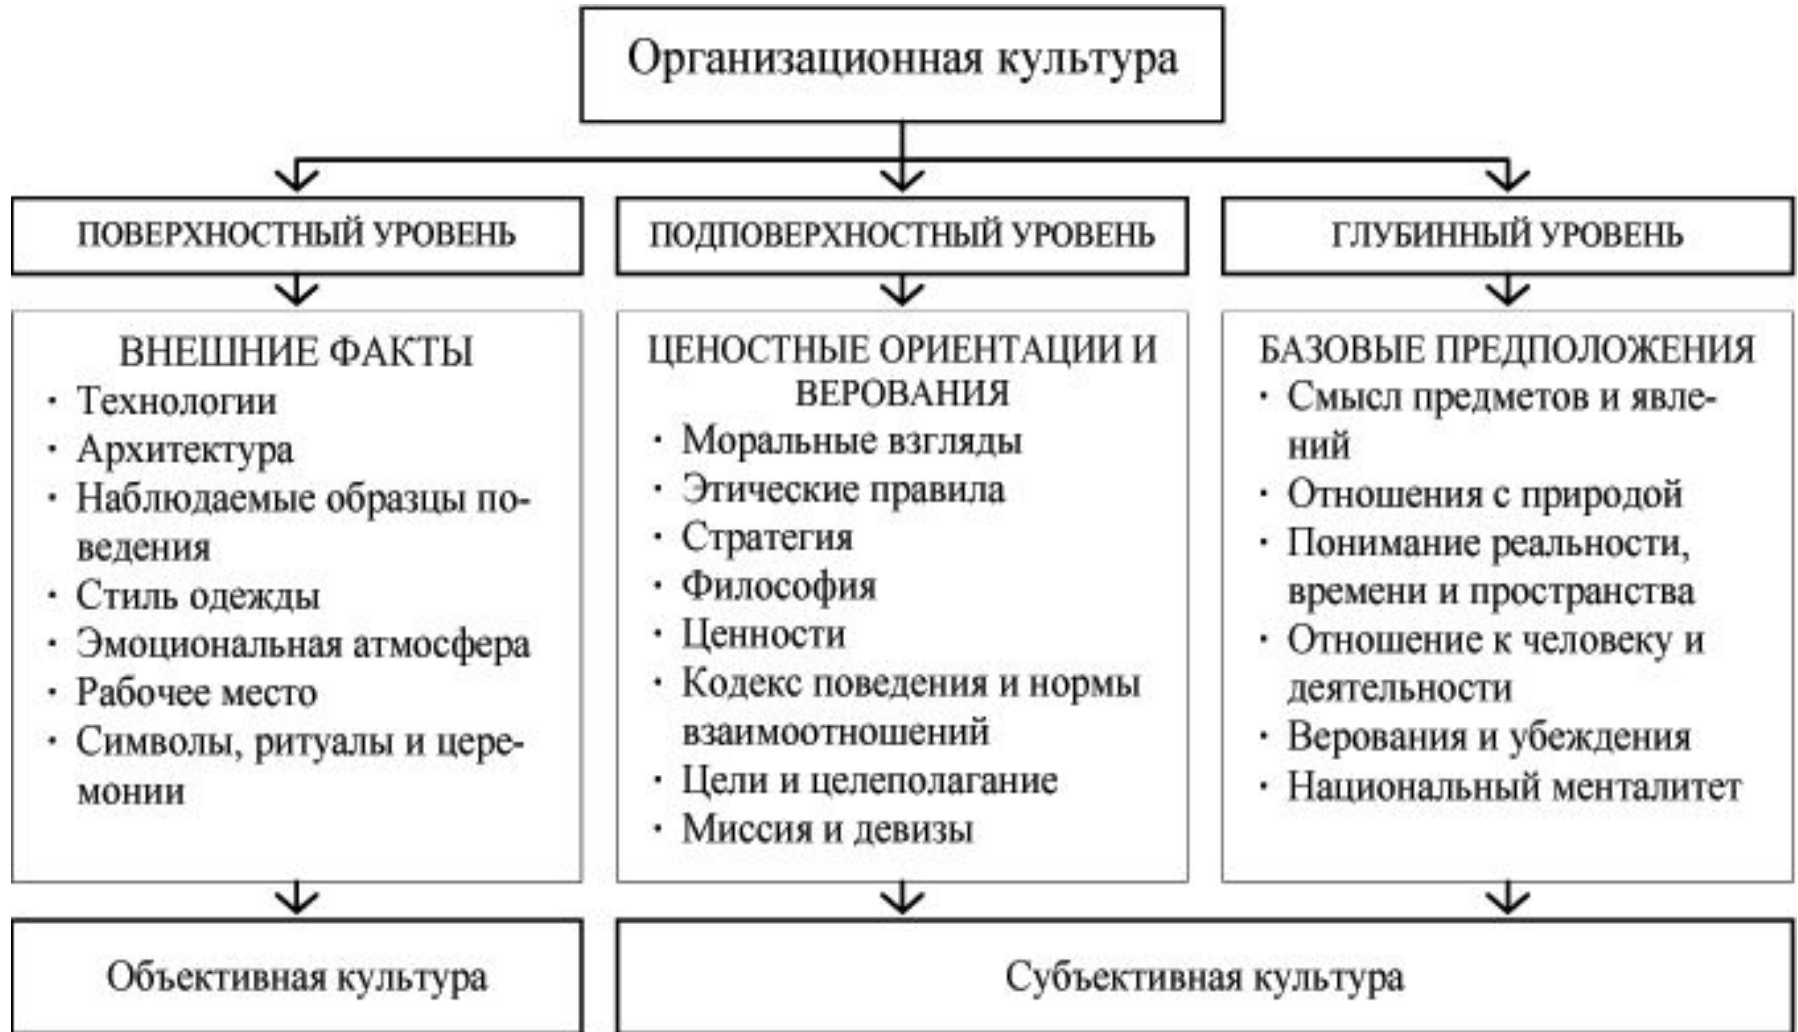 Организационная культура
ПОВЕРХНОСТНЫЙ УРОВЕНЬ
ВНЕШНИЕ ФАКТЫ
· Технологии
· Архитектура
· Наблюдаемые образцы по-
ведения
· Стиль одежды
· Эмоциональная атмосфера
· Рабочее место
· Символы, ритуалы и цере-
монии
Объективная культура
ПОДПОВЕРХНОСТНЫЙ УРОВЕНЬ
ЦЕНОСТНЫЕ ОРИЕНТАЦИИ И
ВЕРОВАНИЯ
· Моральные взгляды
· Этические правила
· Стратегия
· Философия
· Ценности
· Кодекс поведения и нормы
взаимоотношений
· Цели и целеполагание
· Миссия и девизы
ГЛУБИННЫЙ УРОВЕНЬ
БАЗОВЫЕ ПРЕДПОЛОЖЕНИЯ
· Смысл предметов и явле-
ний
· Отношения с природой
· Понимание реальности,
времени и пространства
· Отношение к человеку и
деятельности
· Верования и убеждения
· Национальный менталитет
Субъективная культура